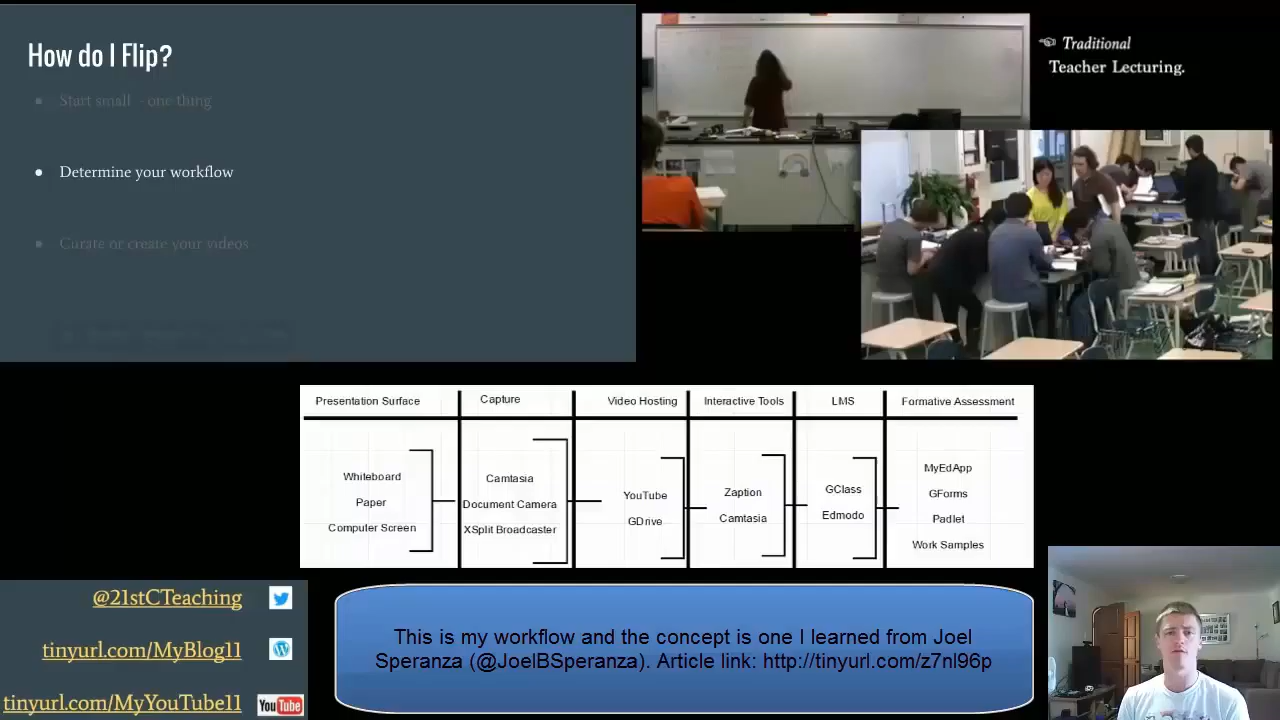 How do I Flip?
Start small - one thing
Determine your workflow
Curate or create your videos
Traditional
Teacher Lecturing.
Presentation Surface
Capture
Video Hosting
Interactive Tools
LMS
Formative Assessment
Whiteboard
Paper
Computer Screen
Camtasia
Document Camera
XSplit Broadcaster
YouTube
GDrive
Zaption
Camtasia
GClass
Edmodo
MyEdApp
GForms
Padlet
Work Samples
@21stCTeaching
tinyurl.com/MyBlog11
tinyurl.com/MyYouTube11
YouTube
This is my workflow and the concept is one I learned from Joel
Speranza (@JoelBSperanza). Article link: http://tinyurl.com/z7nl96p